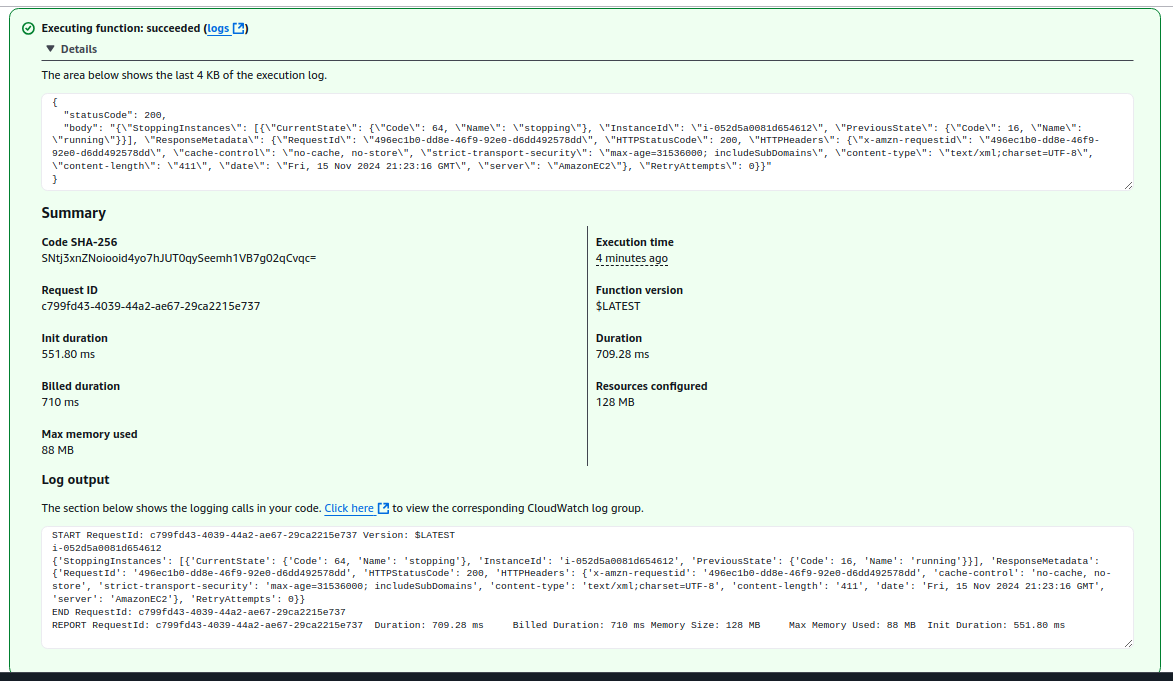 Executing function: succeeded (logs)
Details
The area below shows the last 4 KB of the execution log.
{
"statusCode": 200,
"body": "{\"StoppingInstances\": [{\"CurrentState\": {\"Code\": 64, \"Name\": \"stopping\"}, \"InstanceId\": \"i-052d5a0081d654612\", \"PreviousState\": {\"Code\": 16, \"Name\":
\"running\"}}], \"ResponseMetadata\": {\"RequestId\": \"496ec1b0-dd8e-46f9-92e0-d6dd492578dd\", \"HTTPStatusCode\": 200, \"HTTPHeaders\": {\"x-amzn-requestid\": \"496ec1b0-dd8e-46f9-
92e0-d6dd492578dd\", \"cache-control\": \"no-cache, no-store\", \"strict-transport-security\": \"max-age=31536000; includeSubDomains\", \"content-type\": \"text/xml;charset=UTF-8\",
\"content-length\": \"411\", \"date\": \"Fri, 15 Nov 2024 21:23:16 GMT\", \"server\": \"AmazonEC2\"}, \"RetryAttempts\": 0}}"
}
Summary
Code SHA-256
SNtj3xnZNoiooid4yo7hJUT0qySeemh1VB7g02qCvqc=
Execution time
4 minutes ago
Request ID
c799fd43-4039-44a2-ae67-29ca2215e737
Function version
$LATEST
Init duration
551.80 ms
Duration
709.28 ms
Billed duration
710 ms
Resources configured
128 MB
Max memory used
88 MB
Log output
The section below shows the logging calls in your code. Click here to view the corresponding CloudWatch log group.
START RequestId: c799fd43-4039-44a2-ae67-29ca2215e737 Version: $LATEST
i-052d5a0081d654612
{'StoppingInstances': [{'CurrentState': {'Code': 64, 'Name': 'stopping'}, 'InstanceId': 'i-052d5a0081d654612', 'PreviousState': {'Code': 16, 'Name': 'running'}}], 'ResponseMetadata':
{'RequestId': '496ec1b0-dd8e-46f9-92e0-d6dd492578dd', 'HTTPStatusCode': 200, 'HTTPHeaders': {'x-amzn-requestid': '496ec1b0-dd8e-46f9-92e0-d6dd492578dd', 'cache-control': 'no-cache, no-
store', 'strict-transport-security': 'max-age=31536000; includeSubDomains', 'content-type': 'text/xml;charset=UTF-8', 'content-length': '411', 'date': 'Fri, 15 Nov 2024 21:23:16 GMT',
'server': 'AmazonEC2'}, 'RetryAttempts': 0}}
END RequestId: c799fd43-4039-44a2-ae67-29ca2215e737
REPORT RequestId: c799fd43-4039-44a2-ae67-29ca2215e737 Duration: 709.28 ms Billed Duration: 710 ms Memory Size: 128 MB Max Memory Used: 88 MB Init Duration: 551.80 ms